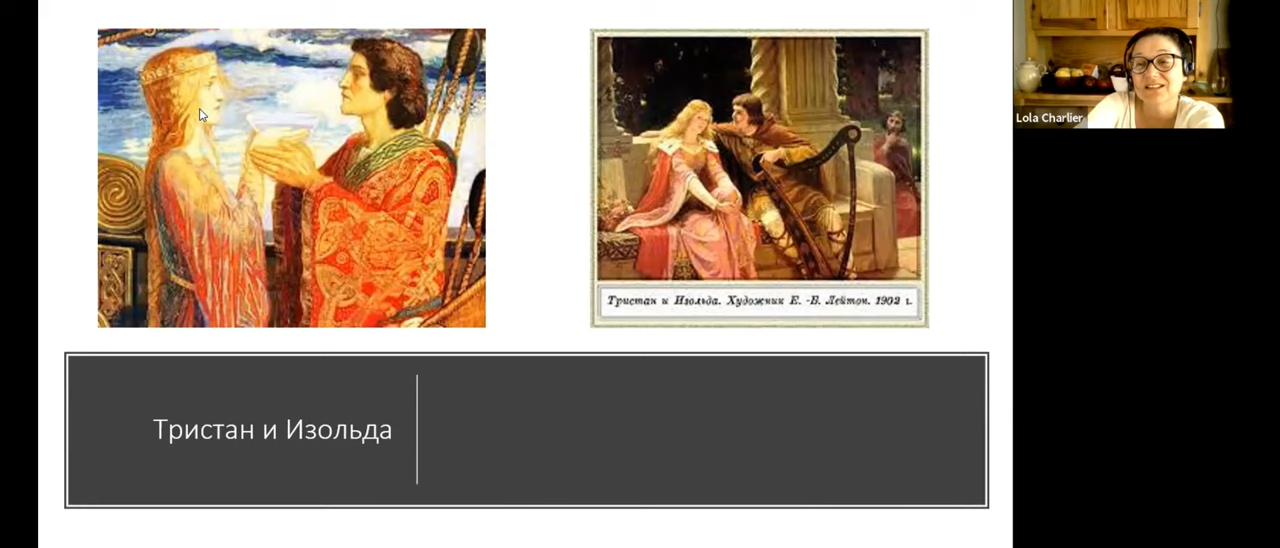 Lola Charlier
Тристан и Изольда. Художник Е. -Б. Лейтон. 1902 г.
Тристан и Изольда